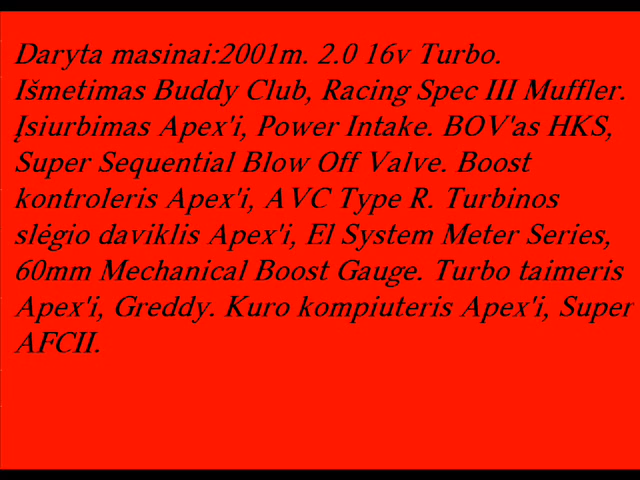 Daryta masinai:2001m. 2.0 16v Turbo.
Išmetimas Buddy Club, Racing Spec III Muffler.
Įsiurbimas Apex'i, Power Intake. BOV'as HKS,
Super Sequential Blow Off Valve. Boost
kontroleris Apex'i, AVC Type R. Turbinos
slėgio daviklis Apex'i, El System Meter Series,
60mm Mechanical Boost Gauge. Turbo taimeris
Apex'i, Greddy. Kuro kompiuteris Apex'i, Super
AFCII.